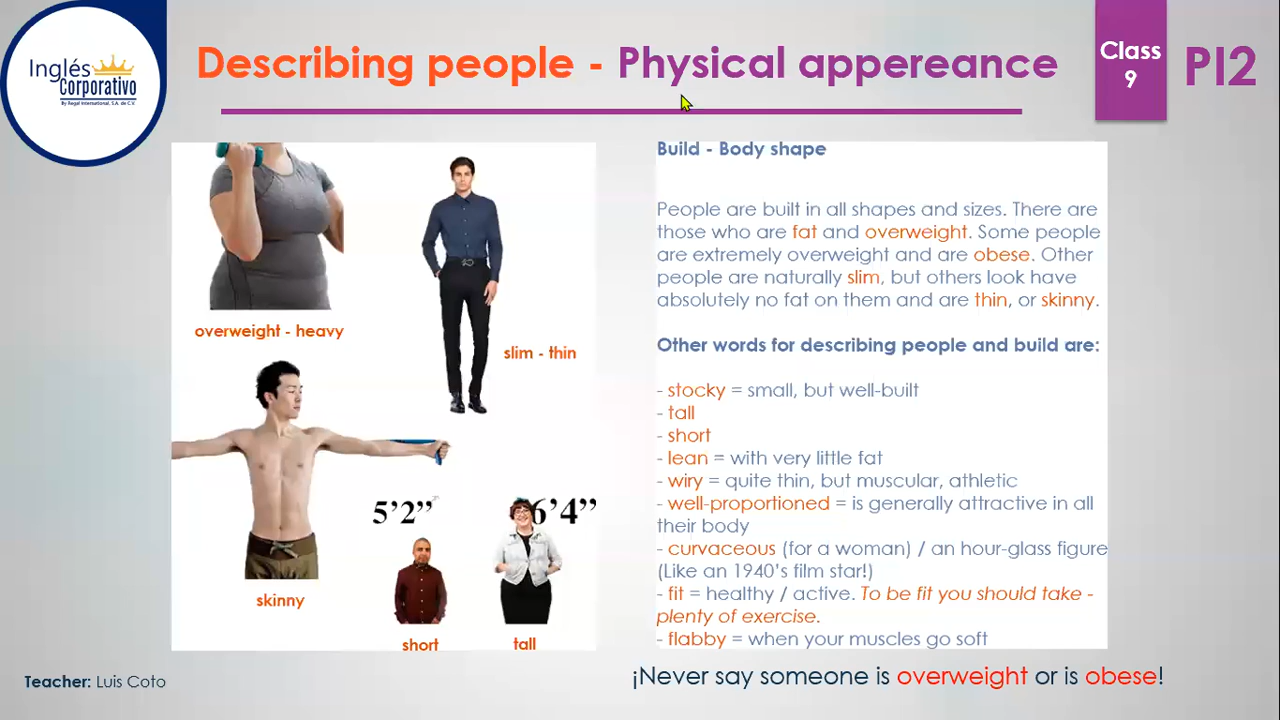 Inglés
Corporativo
By Regal International, S.A. de C.V.
Describing people - Physical appereance
Class
9
PI2
overweight - heavy
slim - thin
skinny
5'2’’
6'4’’
short
tall
Build - Body shape
People are built in all shapes and sizes. There are
those who are fat and overweight. Some people
are extremely overweight and are obese. Other
people are naturally slim, but others look have
absolutely no fat on them and are thin, or skinny.
Other words for describing people and build are:
- stocky = small, but well-built
- tall
- short
- lean = with very little fat
- wiry = quite thin, but muscular, athletic
- well-proportioned = is generally attractive in all
their body
- curvaceous (for a woman) / an hour-glass figure
(Like an 1940’s film star!)
- fit = healthy / active. To be fit you should take -
plenty of exercise.
- flabby = when your muscles go soft
Teacher: Luis Coto
¡Never say someone is overweight or is obese!